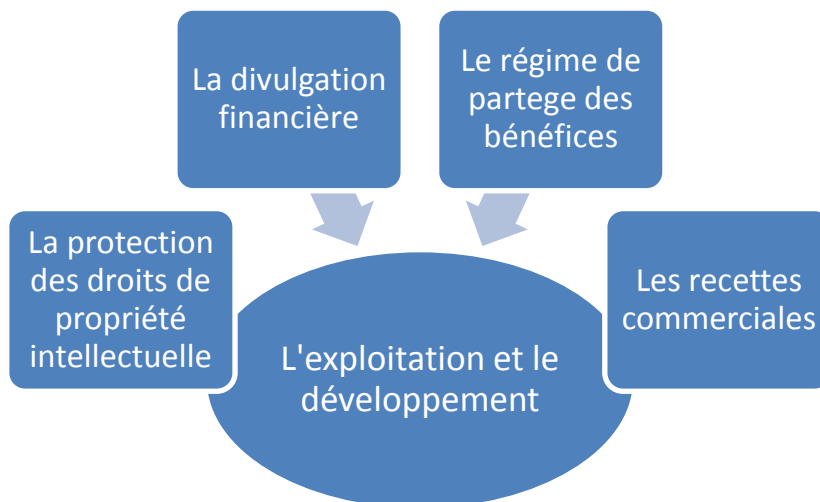 La divulgation
financière
Le régime de
partege des
bénéfices
La protection
des droits de
propriété
intellectuelle
Les recettes
commerciales
L'exploitation et le
développement